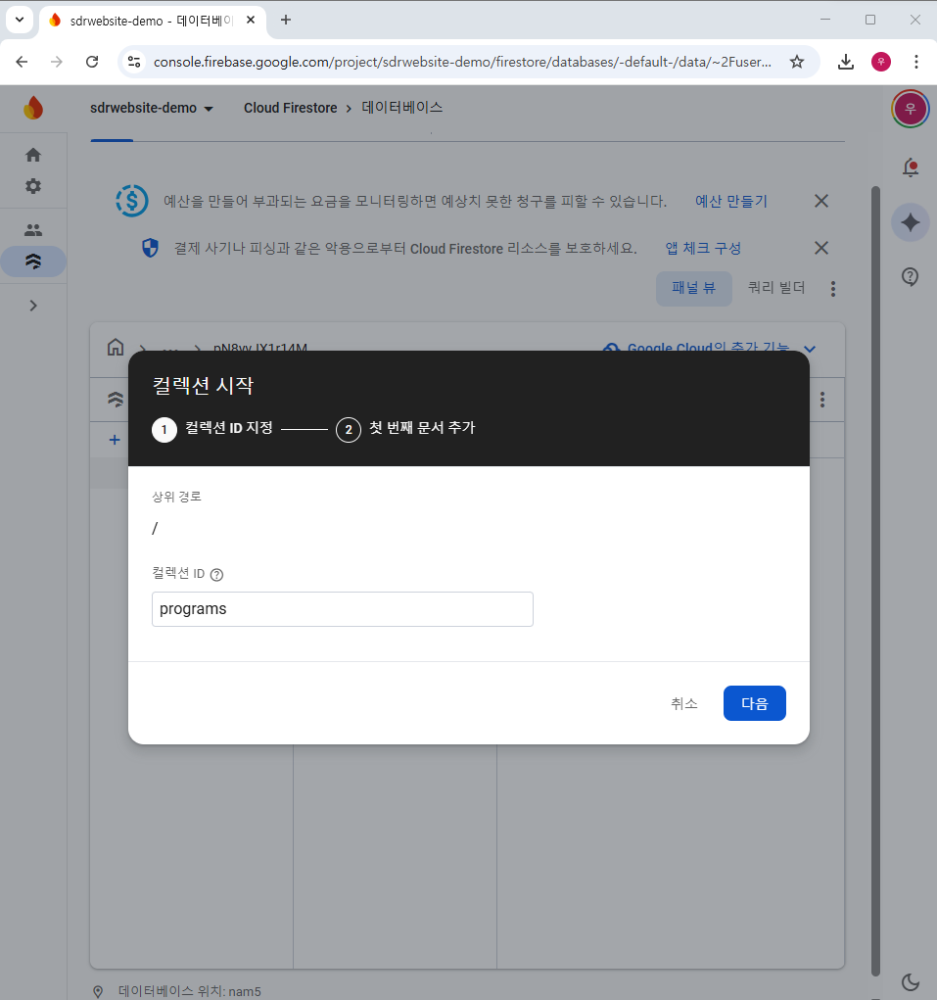 sdrwebsite-demo - 데이터베이
console.firebase.google.com/project/sdrwebsite-demo/firestore/databases/-default-/data/~2Fuser...
우
sdrwebsite-demo
Cloud Firestore > 데이터베이스
우
예산을 만들어 부과되는 요금을 모니터링하면 예상치 못한 청구를 피할 수 있습니다.
예산 만들기
결제 사기나 피싱과 같은 악용으로부터 Cloud Firestore 리소스를 보호하세요.
앱 체크 구성
패널 뷰
쿼리 빌더
Google Cloud의 추가 기능
컬렉션 시작
1 컬렉션 ID 지정
2 첫 번째 문서 추가
상위 경로
/
컬렉션 ID
programs
취소
다음
데이터베이스 위치: nam5